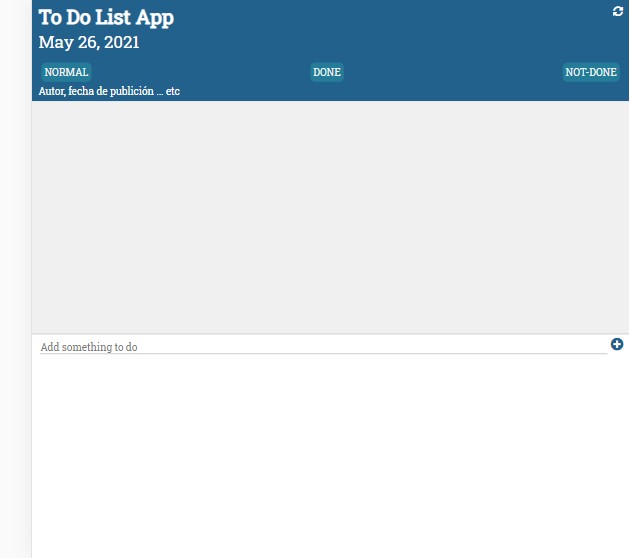 To Do List App
May 26, 2021
NORMAL DONE NOT-DONE
Autor, fecha de publición ... etc
Add something to do